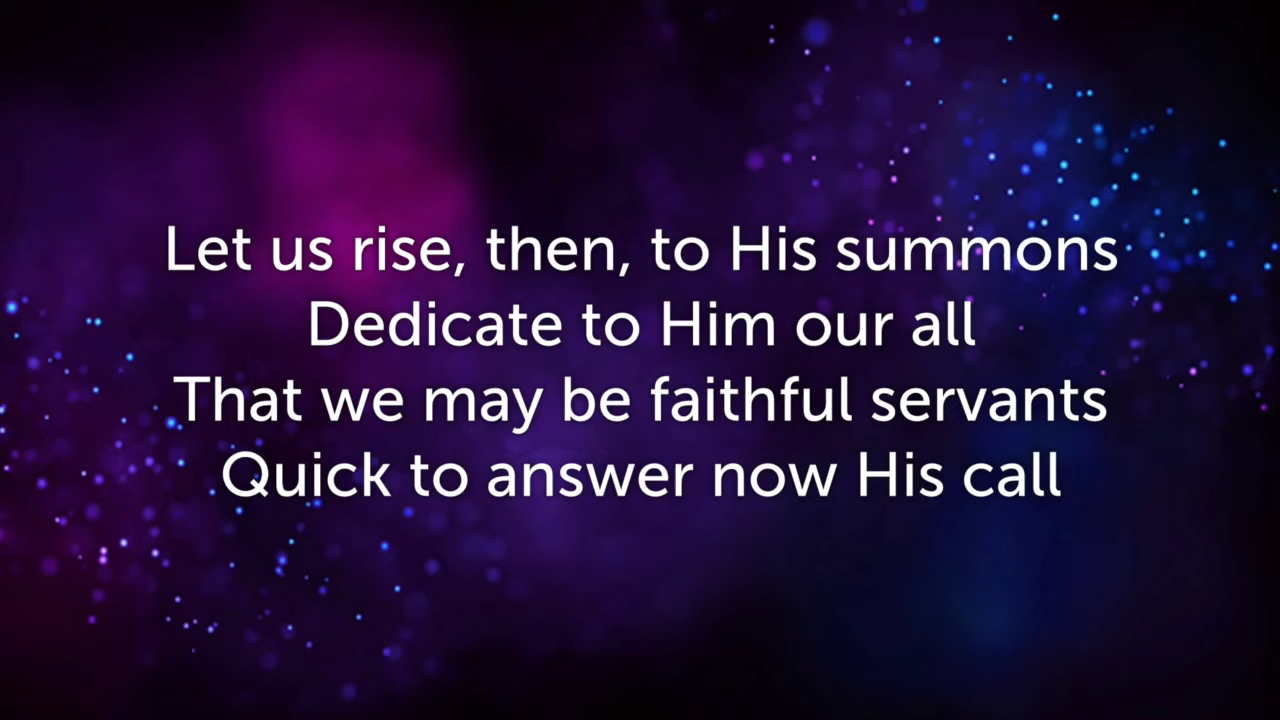 Let us rise, then, to His summons
Dedicate to Him our all
That we may be faithful servants
Quick to answer now His call